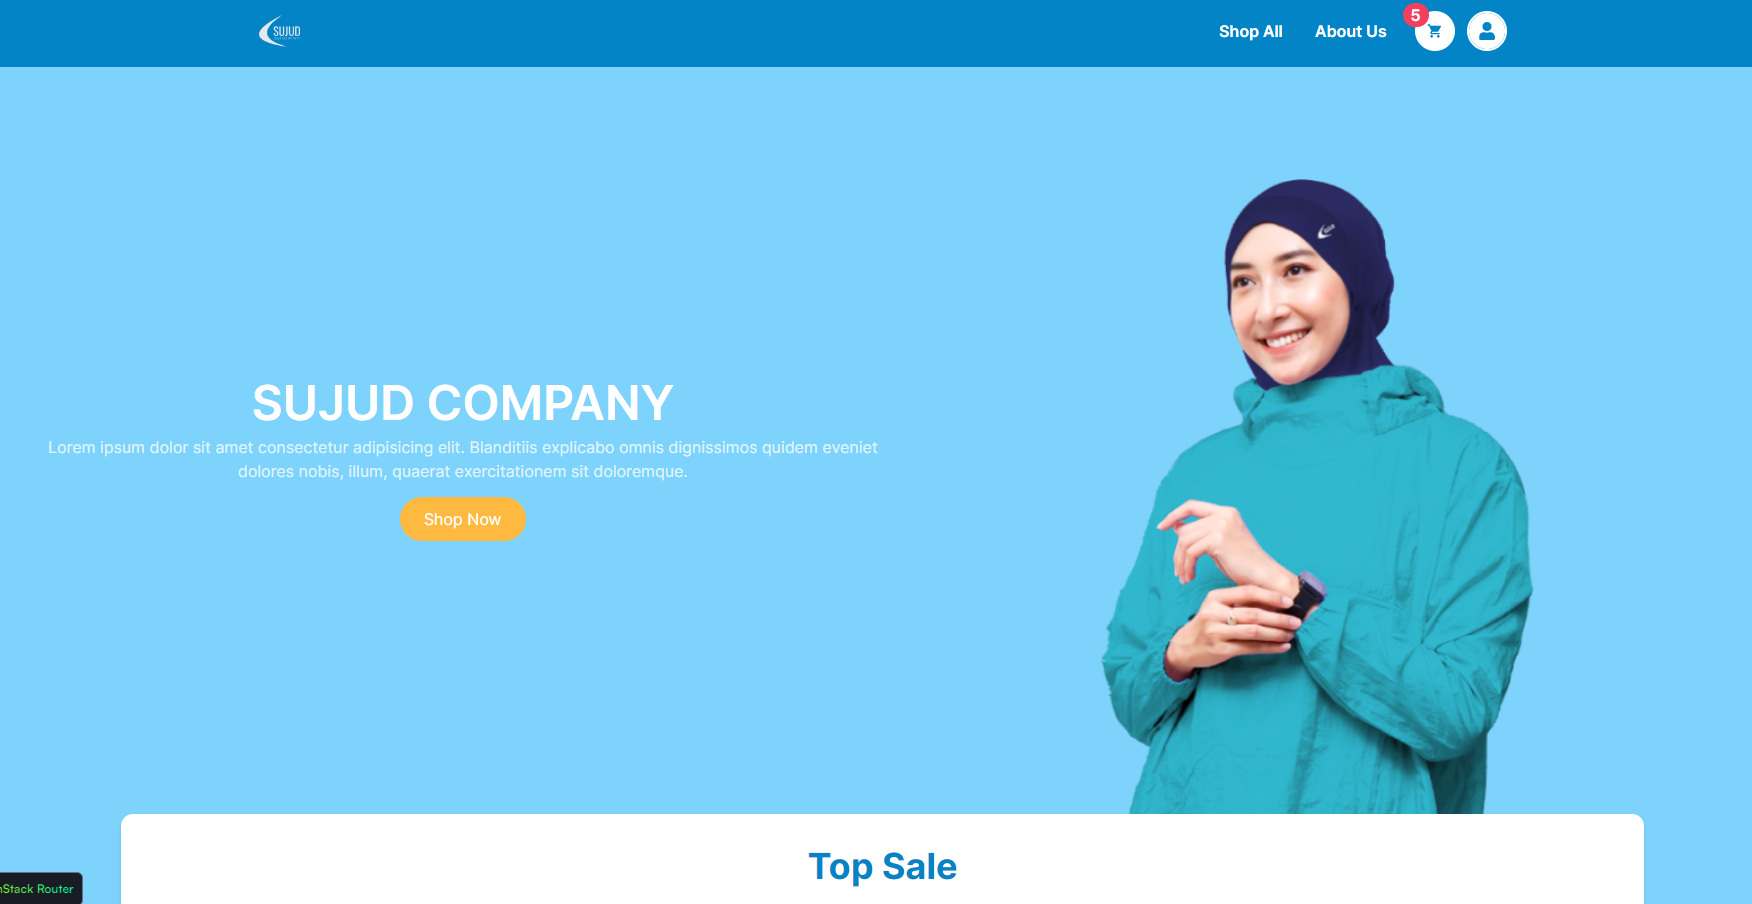 SUJUD
Shop All
About Us
5
SUJUD COMPANY
Lorem ipsum dolor sit amet consectetur adipisicing elit. Blanditiis explicabo omnis dignissimos quidem eveniet
dolores nobis, illum, quaerat exercitationem sit doloremque.
Shop Now
Top Sale
Stack Router